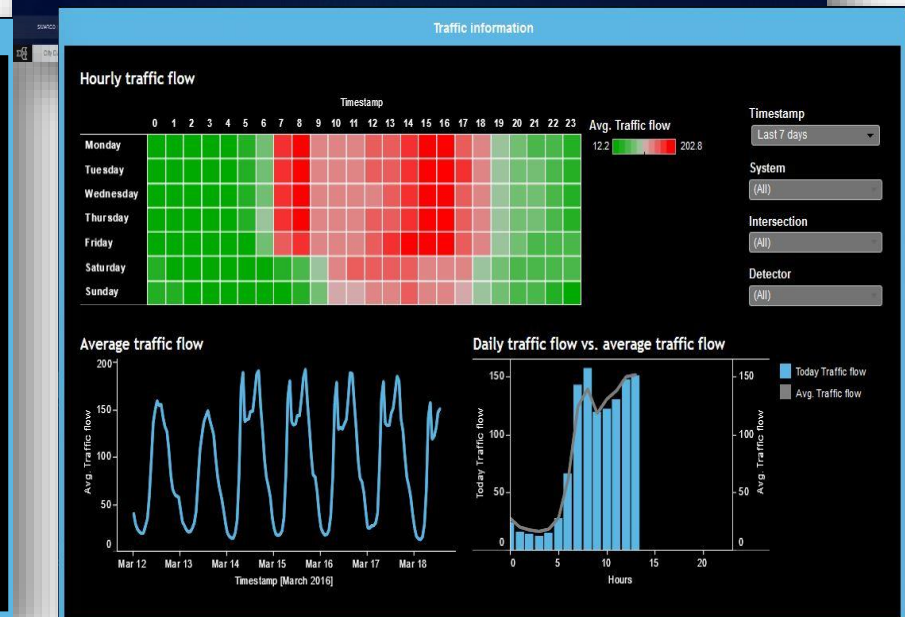 SWARCO
Traffic information
Hourly traffic flow
Timestamp
0 1 2 3 4 5 6 7 8 9 10 11 12 13 14 15 16 17 18 19 20 21 22 23
Monday
Tuesday
Wednesday
Thursday
Friday
Saturday
Sunday
Avg. Traffic flow
12.2 202.8
Timestamp
Last 7 days
System
(All)
Intersection
(All)
Detector
(All)
Average traffic flow
200
150
100
50
0
Avg. Traffic flow
Mar 12 Mar 13 Mar 14 Mar 15 Mar 16 Mar 17 Mar 18
Timestamp [March 2016]
Daily traffic flow vs. average traffic flow
150
100
50
0
Today Traffic flow
150
100
50
0
Avg. Traffic flow
0 5 10 15 20
Hours
Today Traffic flow
Avg. Traffic flow